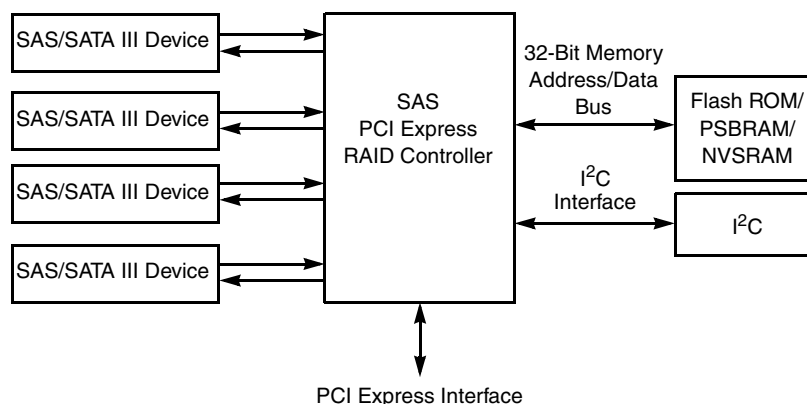 SAS/SATA III Device
SAS/SATA III Device
SAS/SATA III Device
SAS/SATA III Device
SAS
PCI Express
RAID Controller
32-Bit Memory
Address/Data
Bus
I²C
Interface
Flash ROM/
PSBRAM/
NVSRAM
I²C
PCI Express Interface